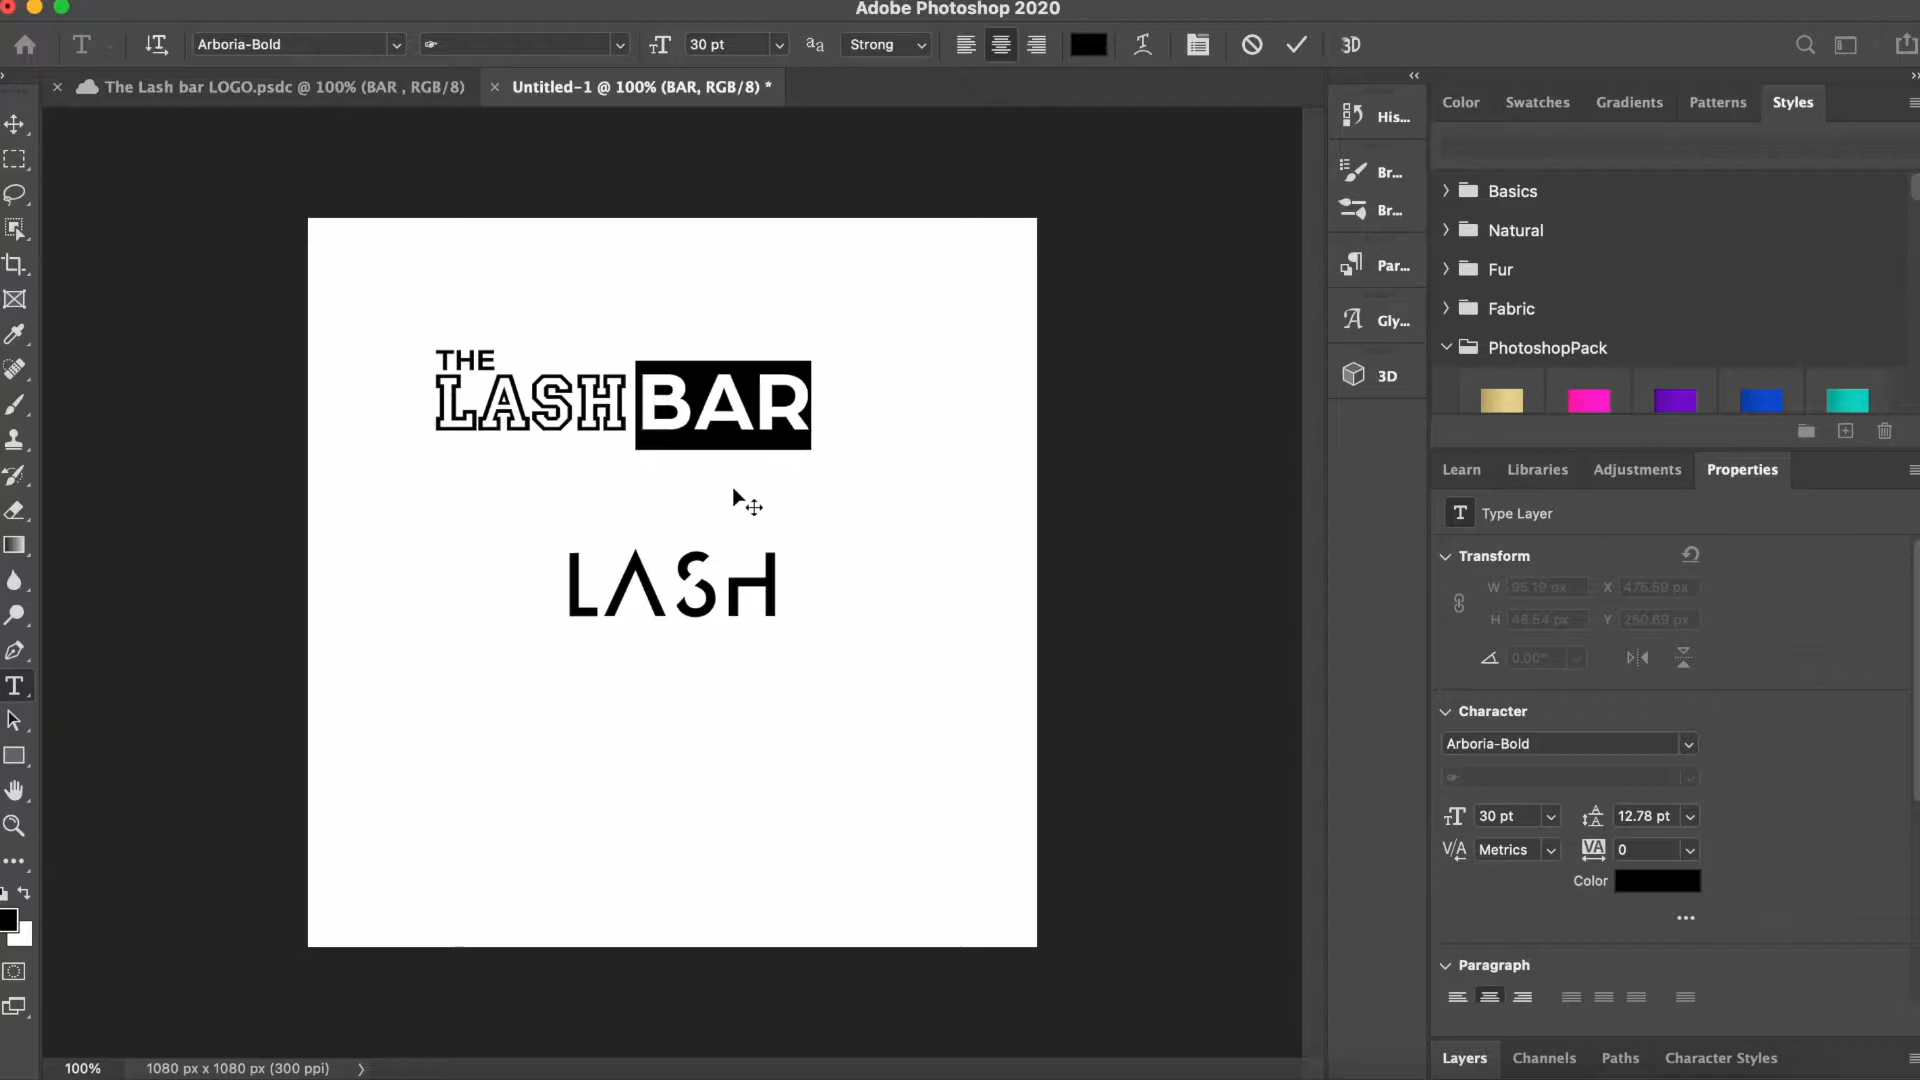 Adobe Photoshop 2020
Arboria-Bold
30 pt
Strong
3D
The Lash bar LOGO.psdc @ 100% (BAR , RGB/8)
Untitled-1 @ 100% (BAR, RGB/8) *
His...
Br...
Br...
Par...
Gly...
3D
Color
Swatches
Gradients
Patterns
Styles
Basics
Natural
Fur
Fabric
PhotoshopPack
THE
LASH BAR
LASH
Learn
Libraries
Adjustments
Properties
Type Layer
Transform
W 95.19 px X 475.59 px
H 46.54 px Y 250.69 px
0.00°
Character
Arboria-Bold
30 pt
12.78 pt
Metrics
0
Color
Paragraph
Layers
Channels
Paths
Character Styles
100%
1080 px x 1080 px (300 ppi)